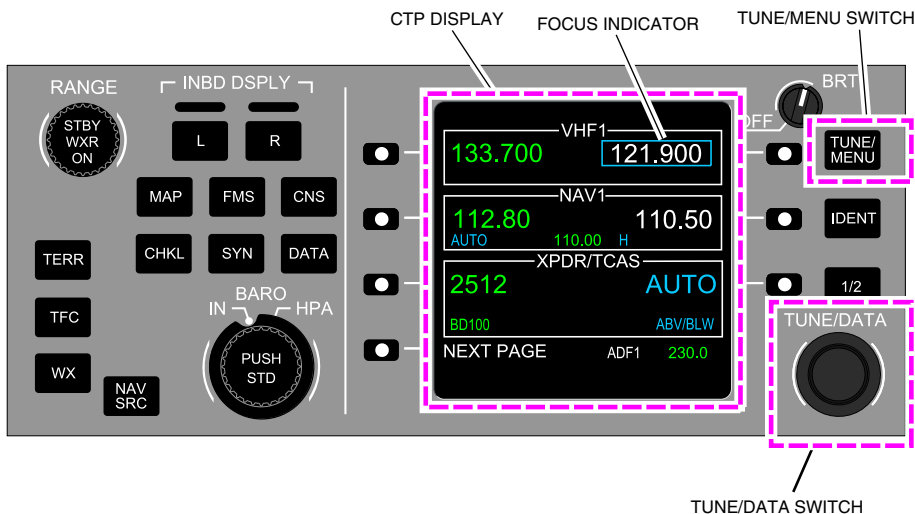 CTP DISPLAY
FOCUS INDICATOR
TUNE/MENU SWITCH
RANGE
INBD DSPLY
BRT
OFF
STBY
WXR
ON
L
R
VHF1
133.700
121.900
TUNE/
MENU
MAP
FMS
CNS
NAV1
112.80
110.50
AUTO
110.00
H
IDENT
CHKL
SYN
DATA
TERR
XPDR/TCAS
2512
AUTO
1/2
BARO
IN
HPA
TFC
BD100
ABV/BLW
TUNE/DATA
NEXT PAGE
ADF1
230.0
PUSH
STD
WX
NAV
SRC
TUNE/DATA SWITCH